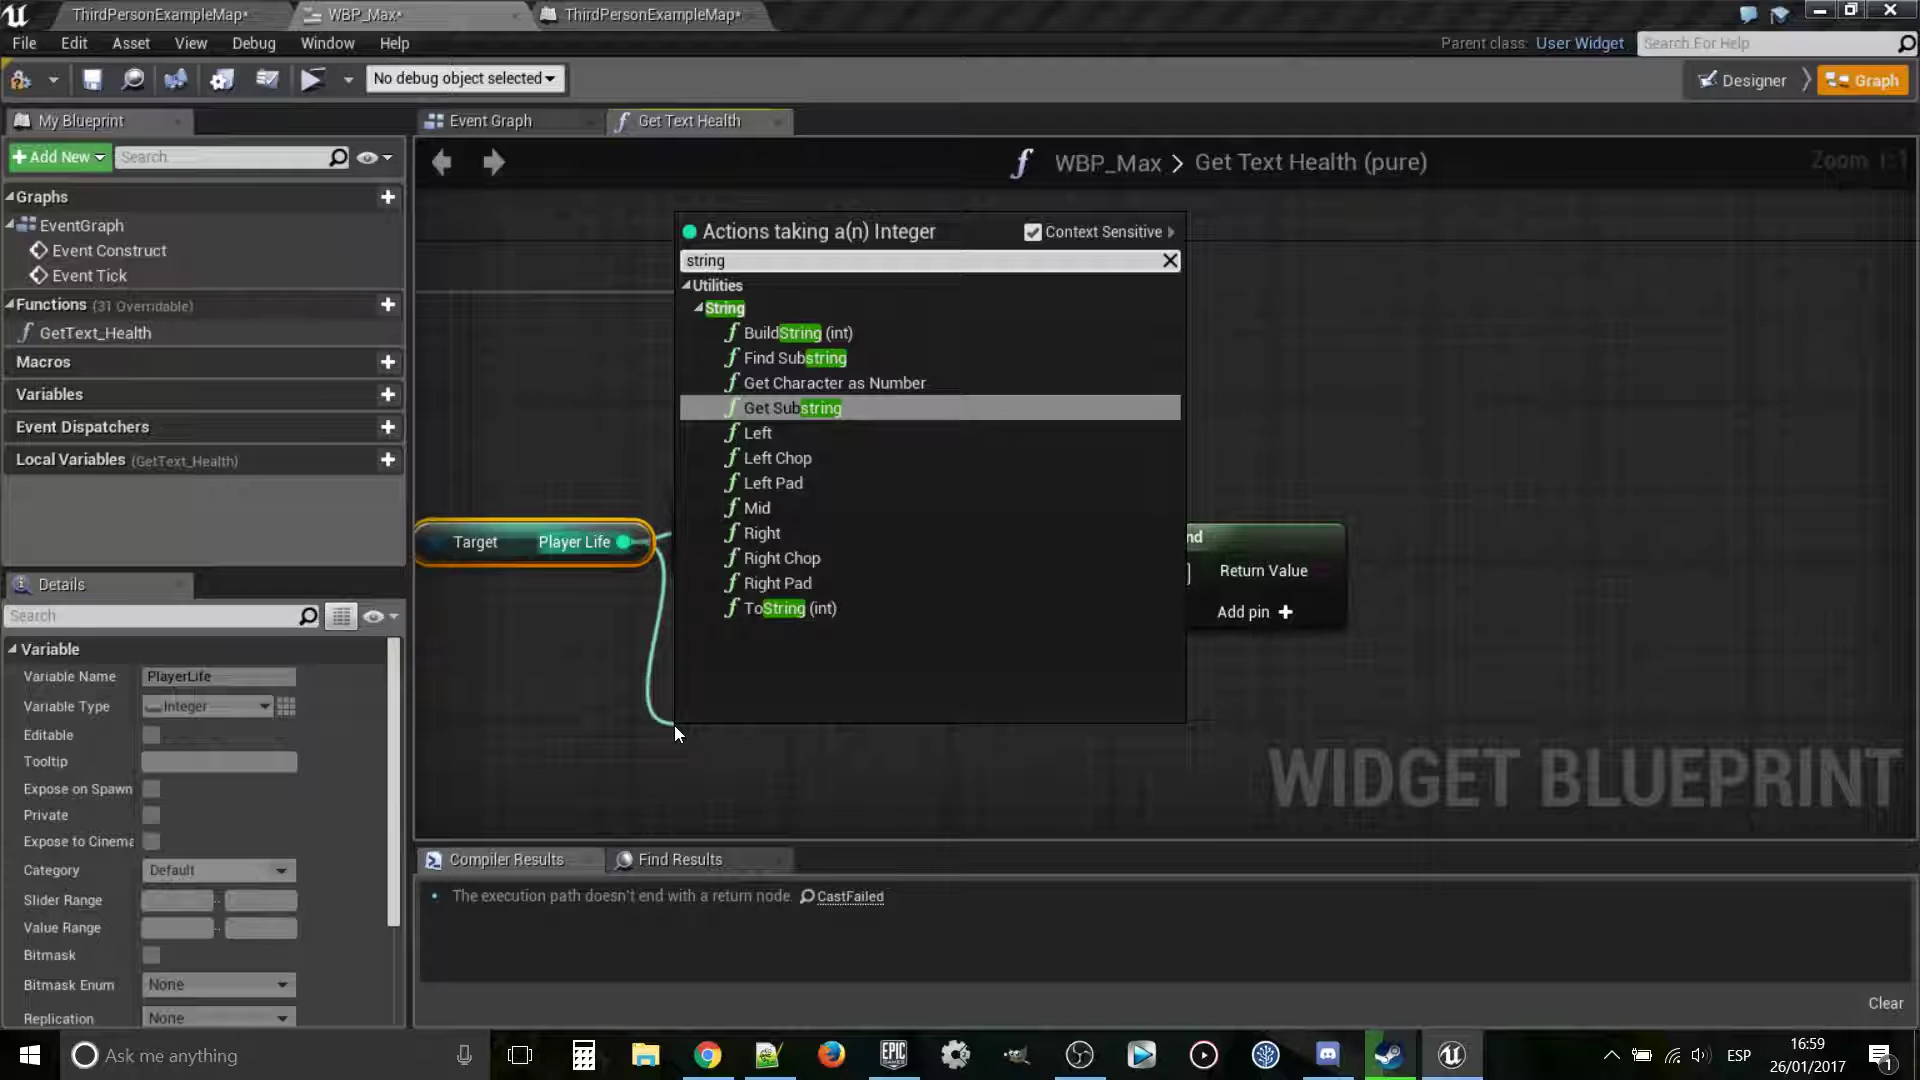 ThirdPersonExampleMap*
WBP_Max*
ThirdPersonExampleMap*
File Edit Asset View Debug Window Help
Parent class: User Widget
Search For Help
No debug object selected
Designer
Graph
My Blueprint
Event Graph
Get Text Health
Add New
Search
WBP_Max > Get Text Health (pure)
Zoom 1:1
Graphs
EventGraph
Event Construct
Event Tick
Functions (31 Overridable)
GetText_Health
Macros
Variables
Event Dispatchers
Local Variables (GetText_Health)
Actions taking a(n) Integer
Context Sensitive
string
Utilities
String
BuildString (int)
Find Substring
Get Character as Number
Get Substring
Left
Left Chop
Left Pad
Mid
Right
Right Chop
Right Pad
ToString (int)
Target Player Life
nd
Return Value
Add pin +
WIDGET BLUEPRINT
Details
Search
Variable
Variable Name PlayerLife
Variable Type Integer
Editable
Tooltip
Expose on Spawn
Private
Expose to Cinema
Category Default
Slider Range
Value Range
Bitmask
Bitmask Enum None
Replication None
Compiler Results
Find Results
• The execution path doesn't end with a return node. CastFailed
Clear
Ask me anything
EPIC GAMES
ESP
16:59
26/01/2017
1